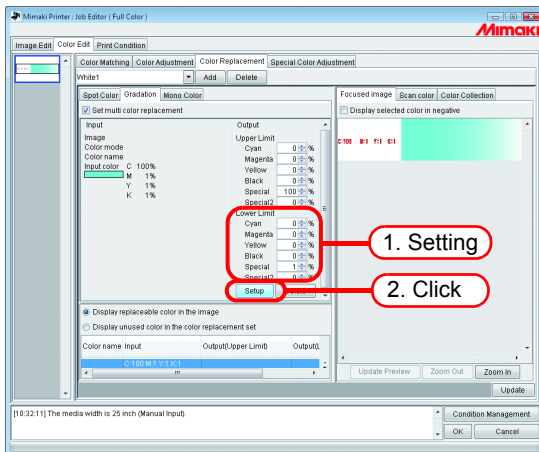 Mimaki Printer : Job Editor ( Full Color )
Mimaki
Image Edit Color Edit Print Condition
Color Matching Color Adjustment Color Replacement Special Color Adjustment
White1 Add Delete
Spot Color Gradation Mono Color
Set multi color replacement
Input Output
Image Upper Limit
Color mode Cyan 0 %
Color name Magenta 0 %
Input color C 100% Yellow 0 %
M 1% Black 0 %
Y 1% Special 100 %
K 1% Special2 0 %
Lower Limit
Cyan 0 %
Magenta 0 %
Yellow 0 %
Black 0 %
Special 1 %
Special2 0 %
Setup
Display replaceable color in the image
Display unused color in the color replacement set
Color name Input Output(Upper Limit) Output(L
C:100 M:1 Y:1 K:1
Focused image Scan color Color Collection
Display selected color in negative
C:100 M:1 Y:1 K:1
1. Setting
2. Click
Update Preview Zoom Out Zoom In
Update
[10:32:11] The media width is 25 inch (Manual Input).
Condition Management
OK Cancel